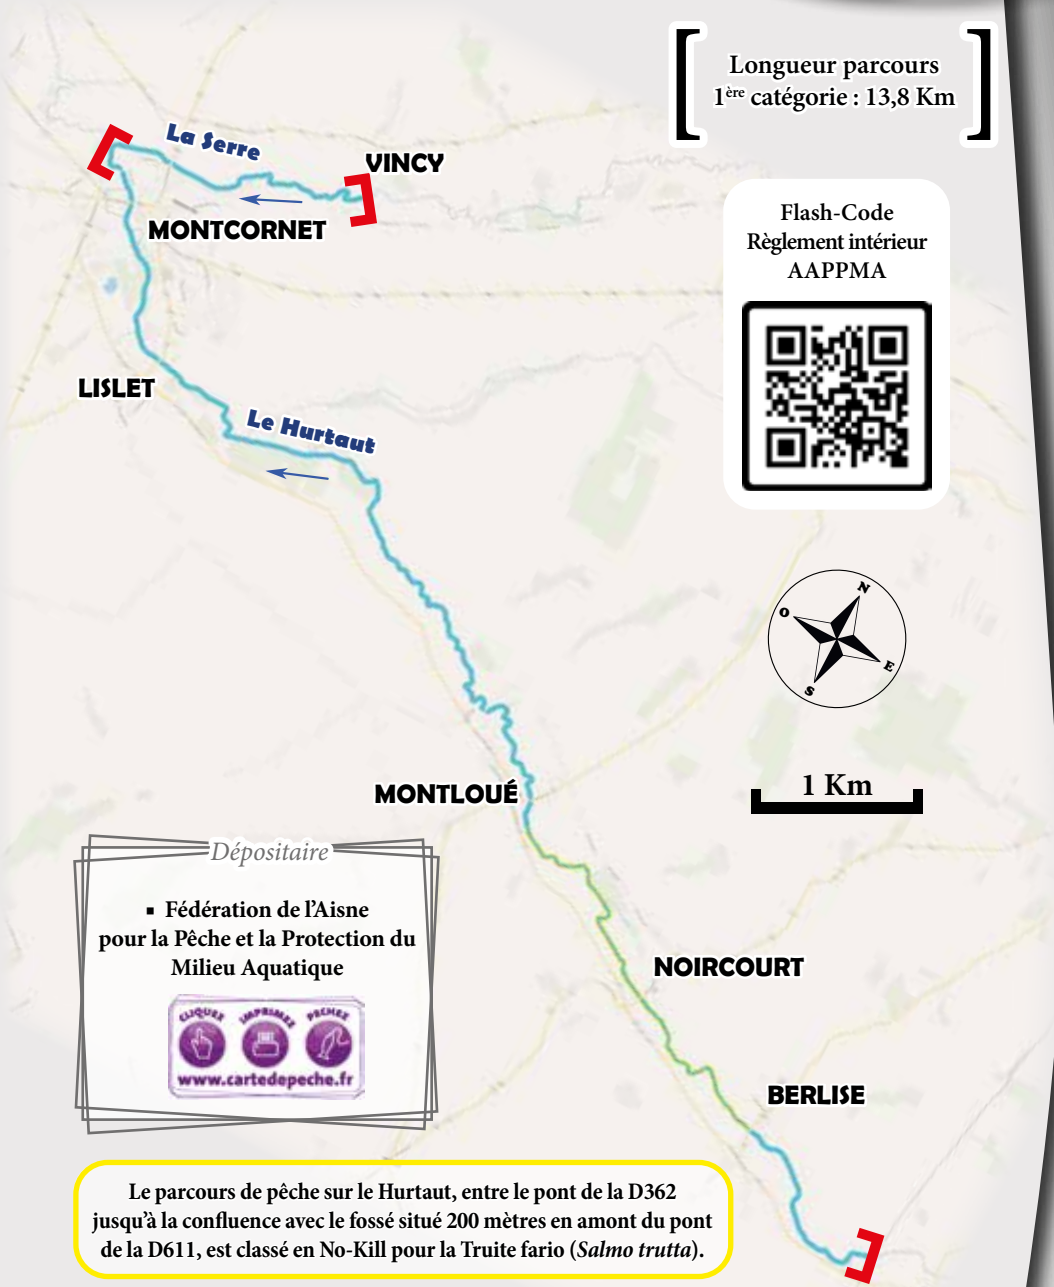 Longueur parcours
1ère catégorie : 13,8 Km
La Serre
VINCY
MONTCORNET
Flash-Code
Règlement intérieur
AAPPMA
LISLET
Le Hurtaut
N
O
E
S
1 Km
MONTLOUÉ
Dépositaire
▪ Fédération de l'Aisne
pour la Pêche et la Protection du
Milieu Aquatique
CLIQUEZ IMPRIMEZ PECHEZ
www.cartedepeche.fr
NOIRCOURT
BERLISE
Le parcours de pêche sur le Hurtaut, entre le pont de la D362
jusqu'à la confluence avec le fossé situé 200 mètres en amont du pont
de la D611, est classé en No-Kill pour la Truite fario (Salmo trutta).